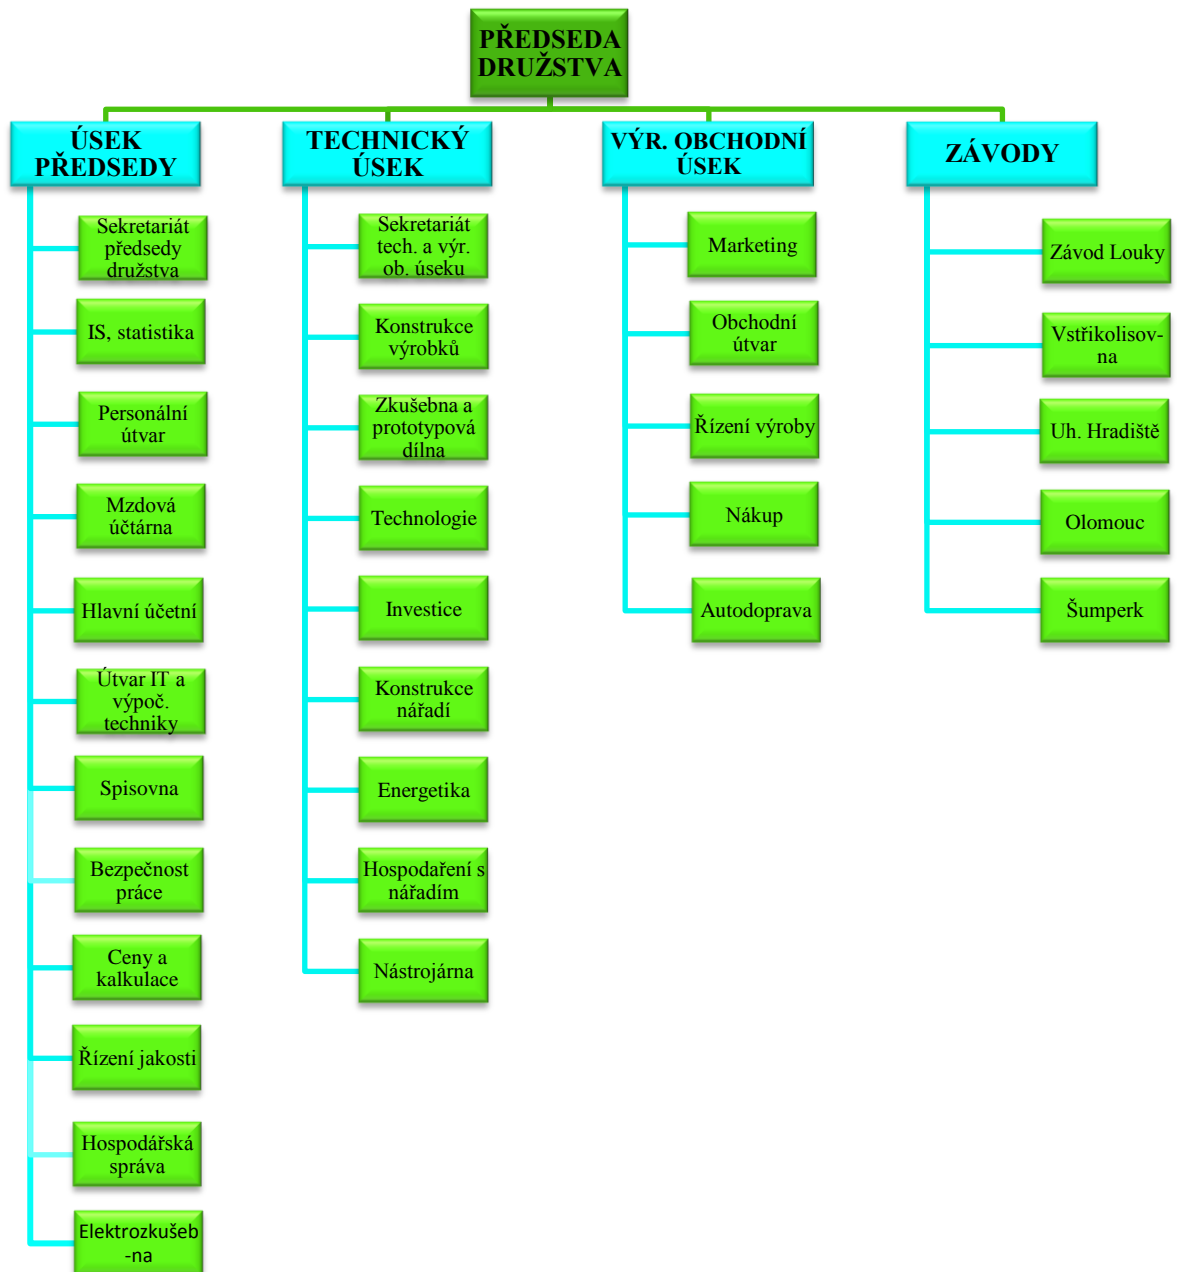 PŘEDSEDA
DRUŽSTVA
ÚSEK
PŘEDSEDY
Sekretariát
předsedy
družstva
IS, statistika
Personální
útvar
Mzdová
účtárna
Hlavní účetní
Útvar IT a
výpoč.
techniky
Spisovna
Bezpečnost
práce
Ceny a
kalkulace
Řízení jakosti
Hospodářská
správa
Elektrozkušeb
-na
TECHNICKÝ
ÚSEK
Sekretariát
tech. a výr.
ob. úseku
Konstrukce
výrobků
Zkušebna a
prototypová
dílna
Technologie
Investice
Konstrukce
nářadí
Energetika
Hospodaření s
nářadím
Nástrojárna
VÝR. OBCHODNÍ
ÚSEK
Marketing
Obchodní
útvar
Řízení výroby
Nákup
Autodoprava
ZÁVODY
Závod Louky
Vstřikolisov-
na
Uh. Hradiště
Olomouc
Šumperk